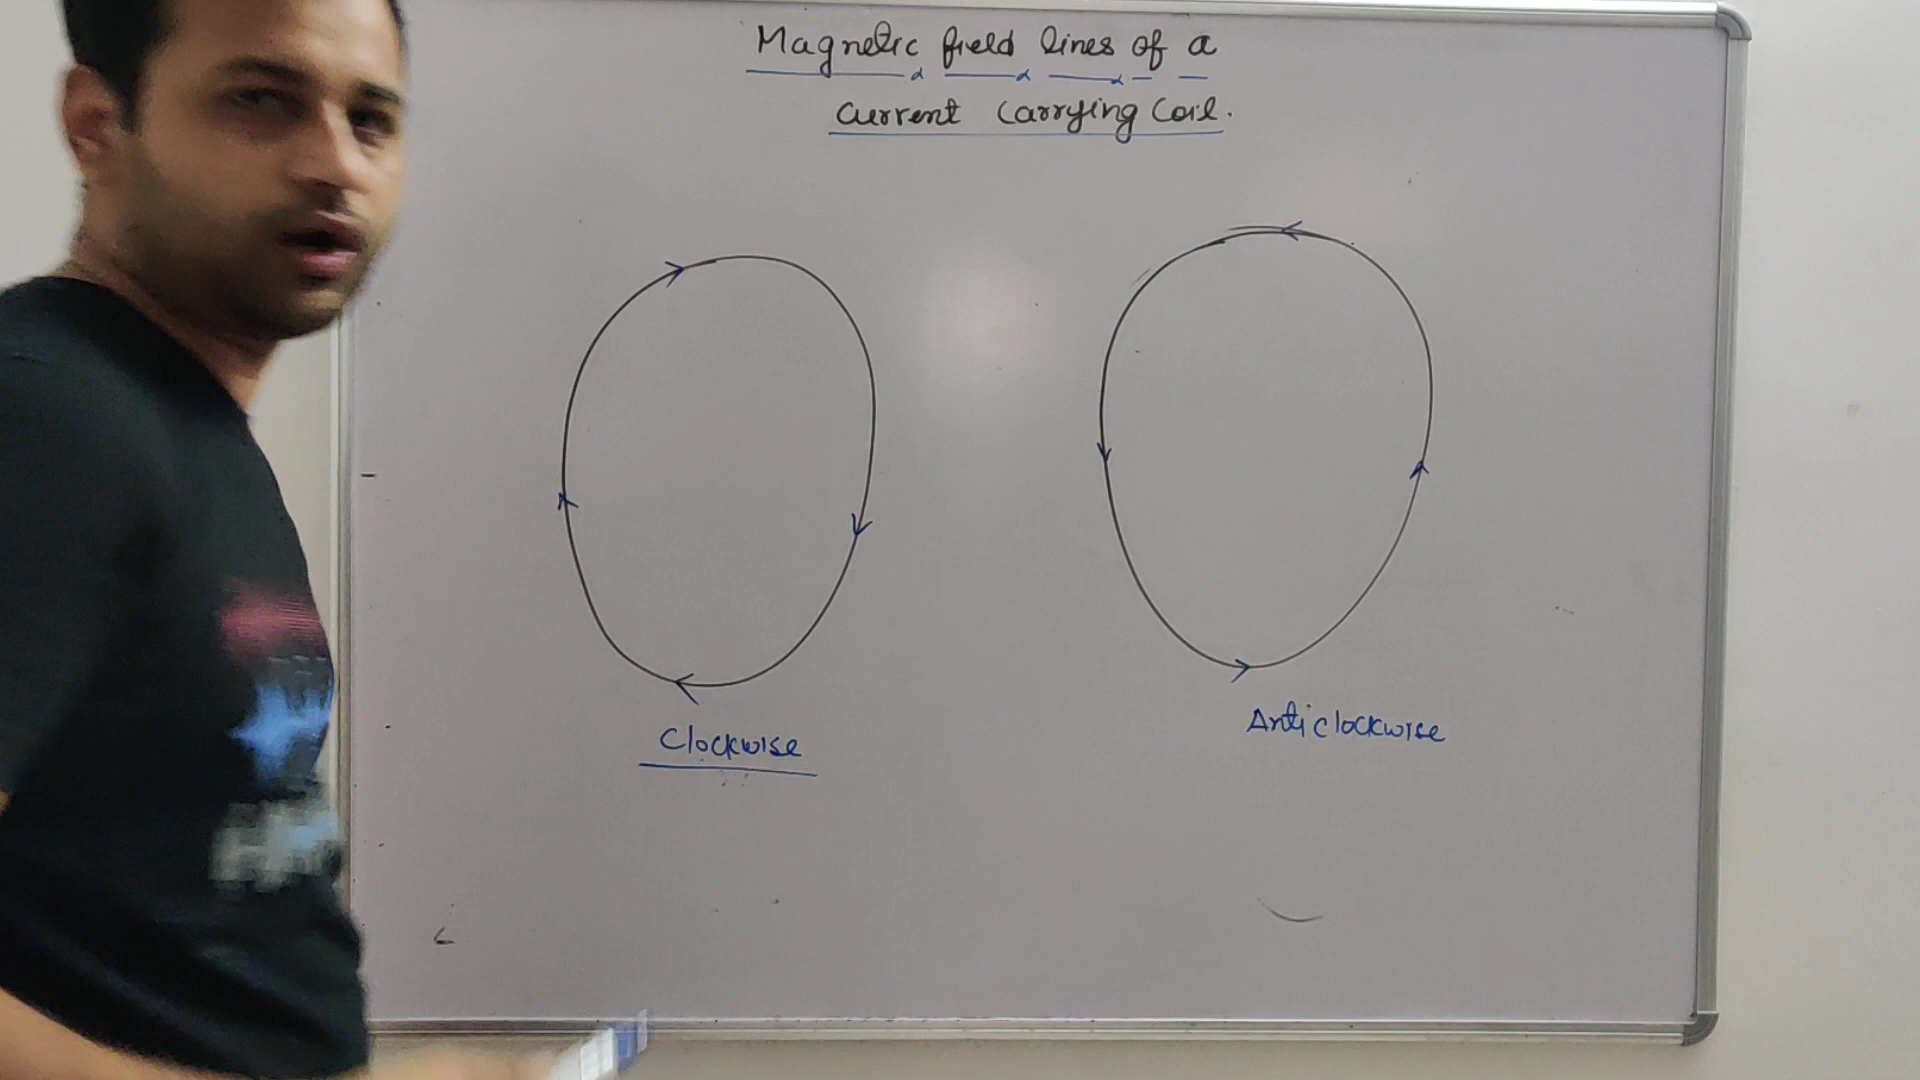 Magnetic field lines of a
Current Carrying Coil.
Clockwise
Anticlockwise